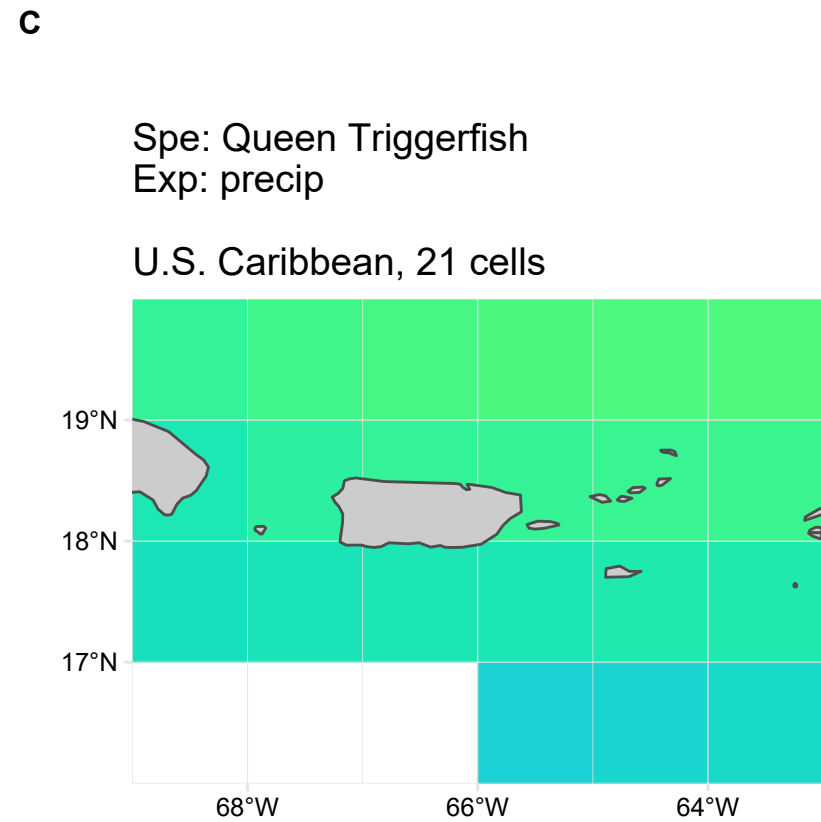 C
Spe: Queen Triggerfish
Exp: precip
U.S. Caribbean, 21 cells
19°N
18°N
17°N
68°W
66°W
64°W